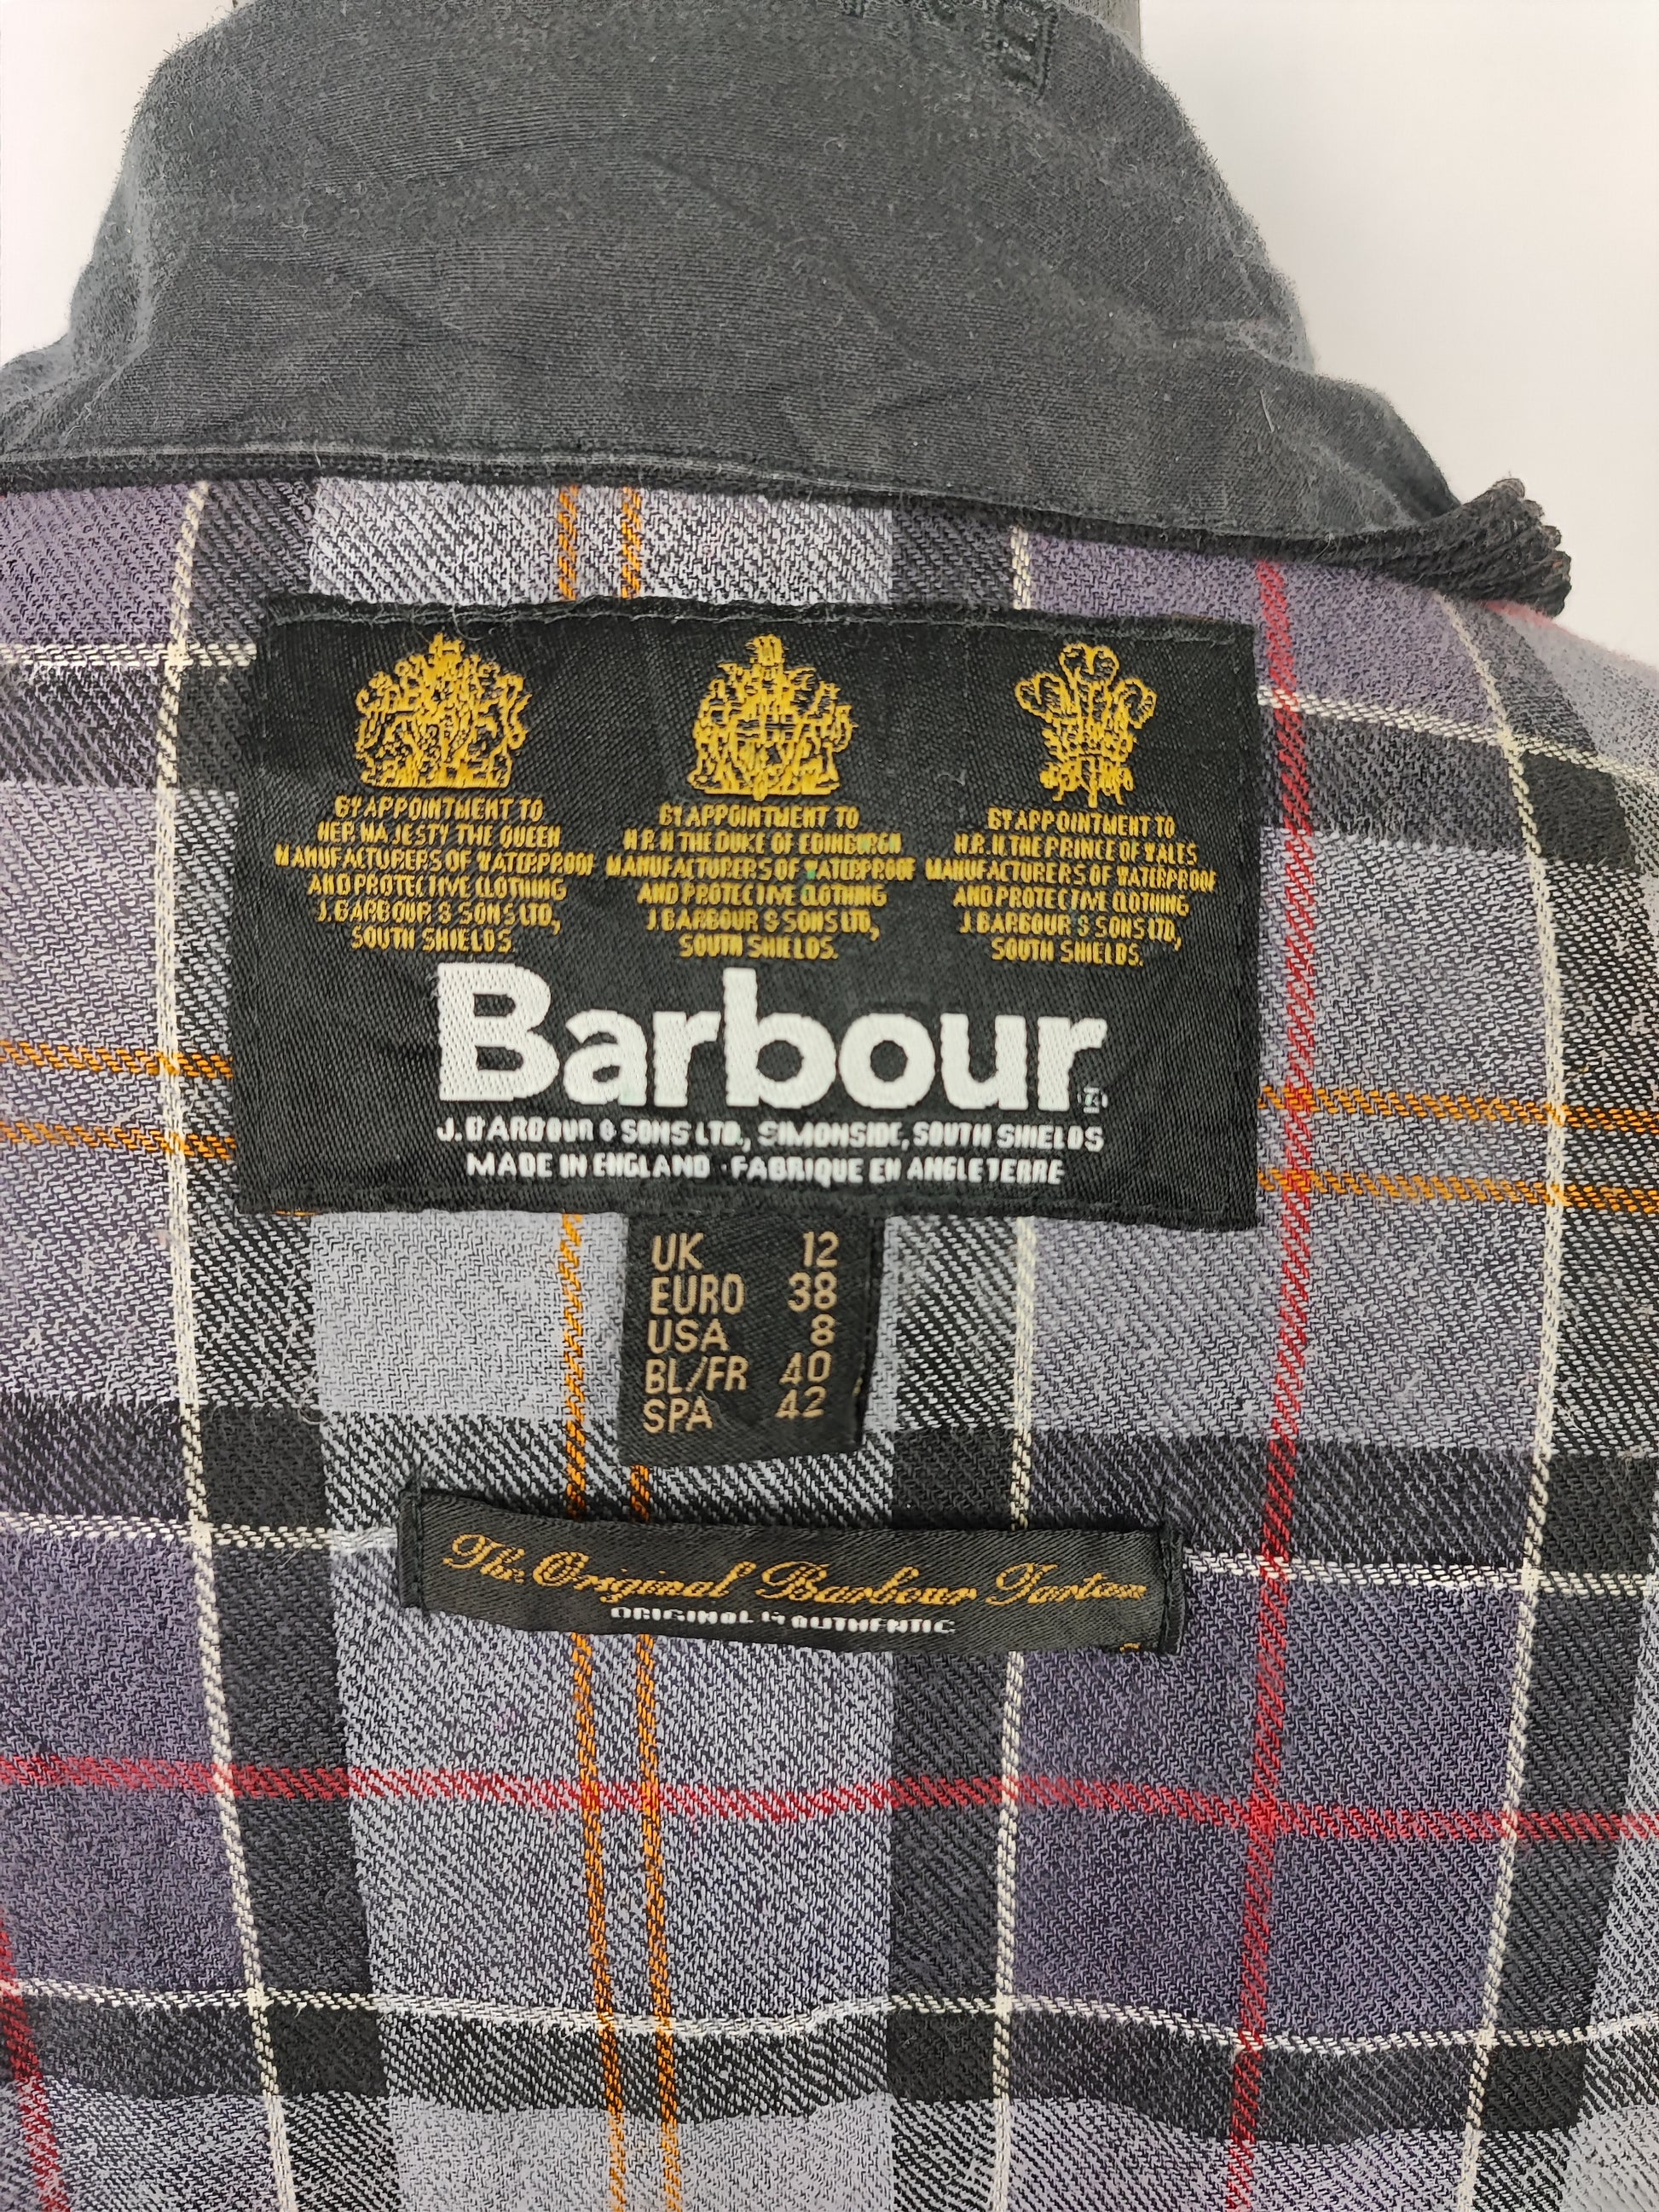 BY APPOINTMENT TO
HER MAJESTY THE QUEEN
MANUFACTURERS OF WATERPROOF
AND PROTECTIVE CLOTHING
J. BARBOUR & SONS LTD,
SOUTH SHIELDS.
BY APPOINTMENT TO
H.R.H THE DUKE OF EDINBURGH
MANUFACTURERS OF WATERPROOF
AND PROTECTIVE CLOTHING
J. BARBOUR & SONS LTD,
SOUTH SHIELDS.
BY APPOINTMENT TO
H.R.H THE PRINCE OF WALES
MANUFACTURERS OF WATERPROOF
AND PROTECTIVE CLOTHING
J. BARBOUR & SONS LTD,
SOUTH SHIELDS.
Barbour
J. BARBOUR & SONS LTD., SIMONSIDE, SOUTH SHIELDS
MADE IN ENGLAND · FABRIQUE EN ANGLETERRE
UK 12
EURO 38
USA 8
BL/FR 40
SPA 42
The Original Barbour Tartan
ORIGINAL & AUTHENTIC